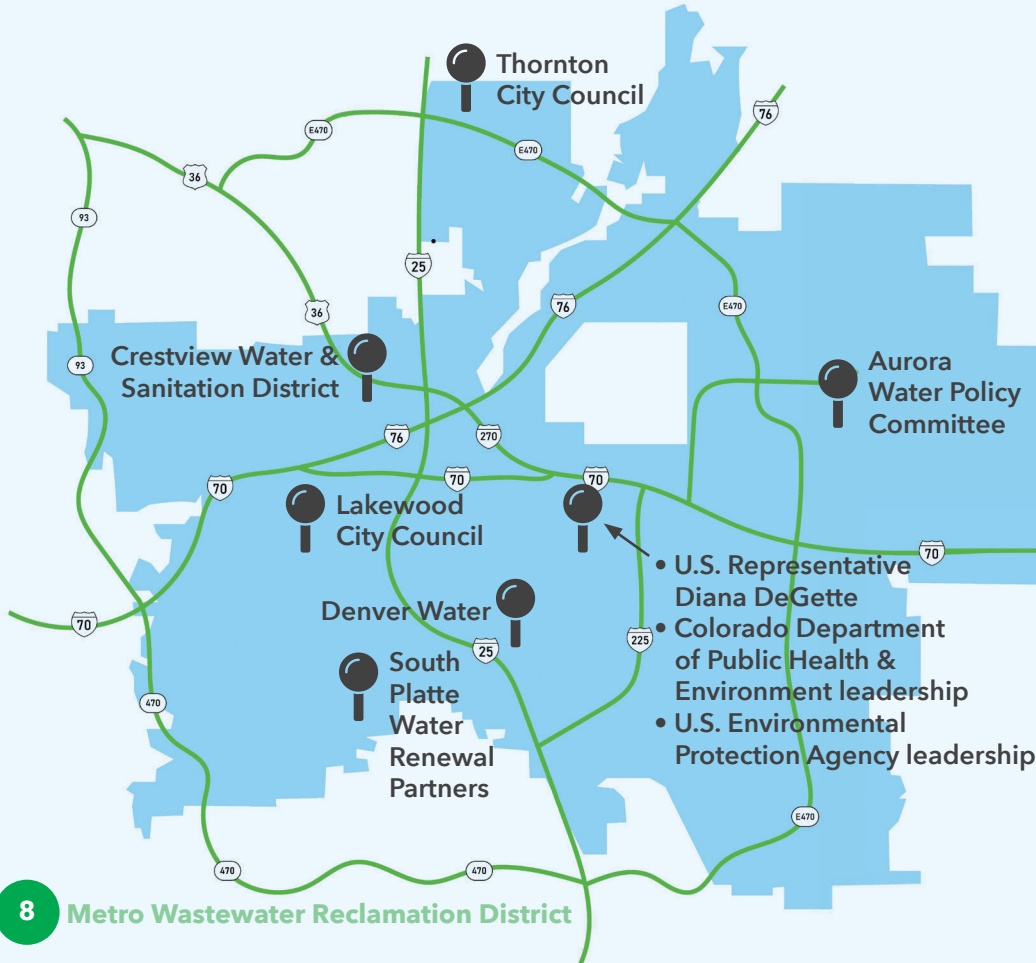 Thornton
City Council
76
E470
E470
36
93
25
36
76
E470
Crestview Water &
Sanitation District
93
Aurora
Water Policy
Committee
76
270
70
70
70
Lakewood
City Council
70
• U.S. Representative
Diana DeGette
• Colorado Department
of Public Health &
Environment leadership
• U.S. Environmental
Protection Agency leadership
Denver Water
70
225
25
South
Platte
Water
Renewal
Partners
470
E470
470
470
8
Metro Wastewater Reclamation District